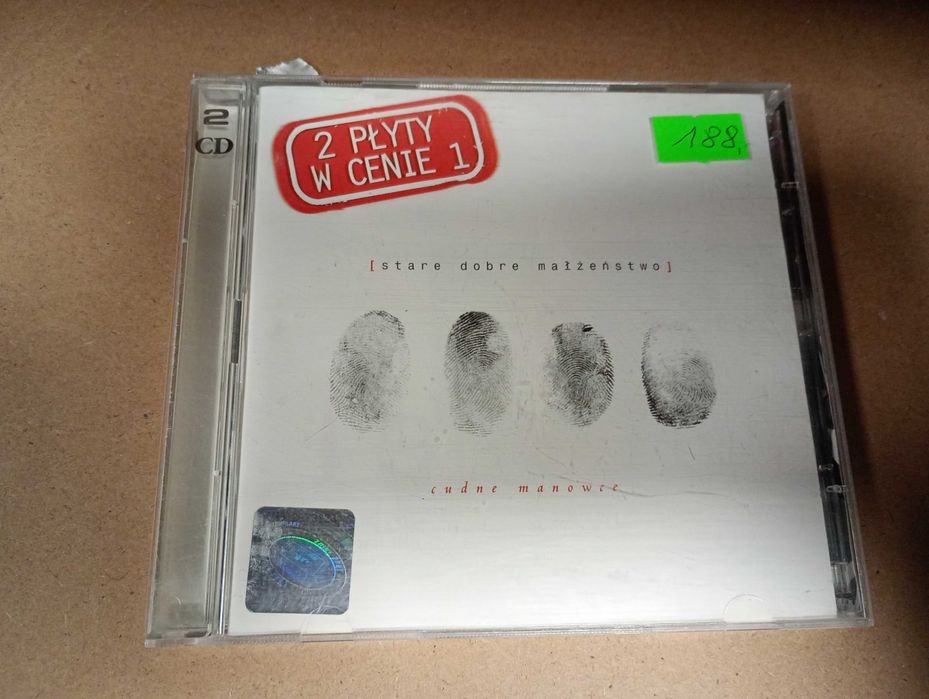 2
CD
2 PŁYTY
W CENIE 1
188,
[stare dobre małżeństwo]
cudne manowce